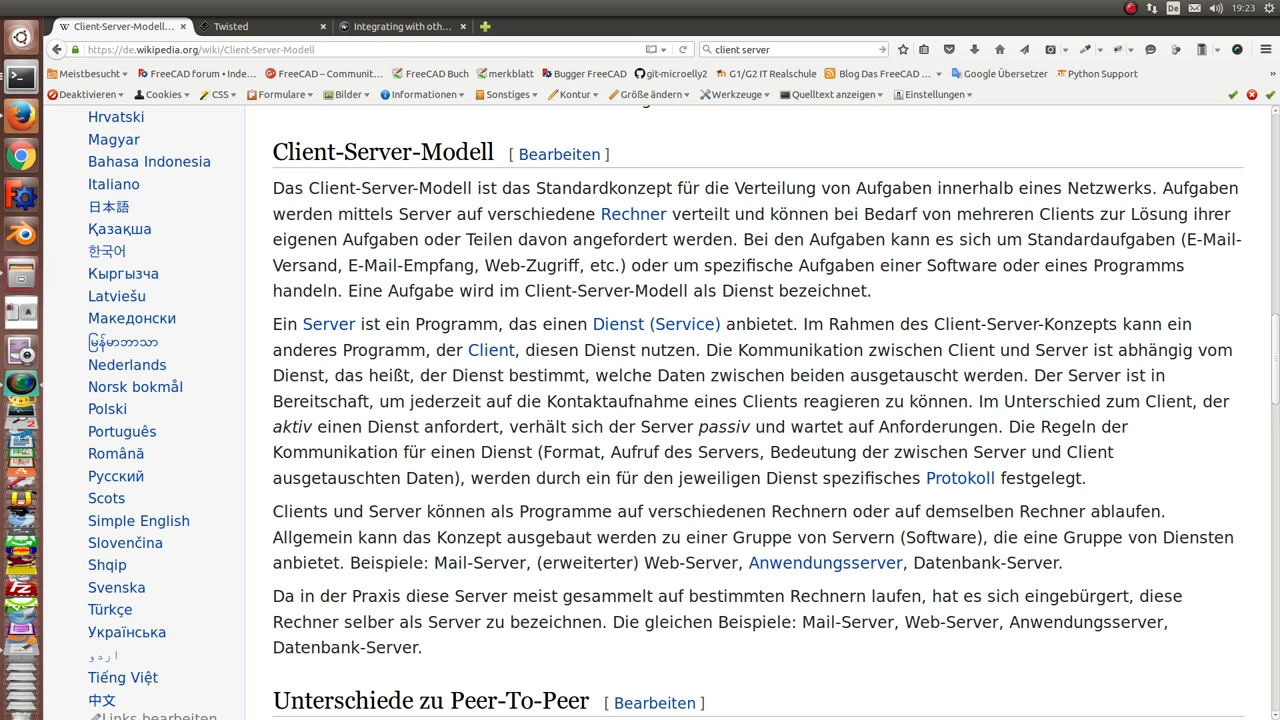 De 19:23
Client-Server-Modell... × Twisted × Integrating with oth... ×
https://de.wikipedia.org/wiki/Client-Server-Modell client server
Meistbesucht FreeCAD forum • Inde... FreeCAD – Communit... FreeCAD Buch merkblatt Bugger FreeCAD git-microelly2 G1/G2 IT Realschule Blog Das FreeCAD ... Google Übersetzer Python Support »
Deaktivieren Cookies CSS Formulare Bilder Informationen Sonstiges Kontur Größe ändern Werkzeuge Quelltext anzeigen Einstellungen
Hrvatski
Magyar
Bahasa Indonesia
Italiano
日本語
Қазақша
한국어
Кыргызча
Latviešu
Македонски
မြန်မာဘာသာ
Nederlands
Norsk bokmål
Polski
Português
Română
Русский
Scots
Simple English
Slovenčina
Shqip
Svenska
Türkçe
Українська
اردو
Tiếng Việt
中文
Links bearbeiten
Client-Server-Modell [ Bearbeiten ]
Das Client-Server-Modell ist das Standardkonzept für die Verteilung von Aufgaben innerhalb eines Netzwerks. Aufgaben
werden mittels Server auf verschiedene Rechner verteilt und können bei Bedarf von mehreren Clients zur Lösung ihrer
eigenen Aufgaben oder Teilen davon angefordert werden. Bei den Aufgaben kann es sich um Standardaufgaben (E-Mail-
Versand, E-Mail-Empfang, Web-Zugriff, etc.) oder um spezifische Aufgaben einer Software oder eines Programms
handeln. Eine Aufgabe wird im Client-Server-Modell als Dienst bezeichnet.
Ein Server ist ein Programm, das einen Dienst (Service) anbietet. Im Rahmen des Client-Server-Konzepts kann ein
anderes Programm, der Client, diesen Dienst nutzen. Die Kommunikation zwischen Client und Server ist abhängig vom
Dienst, das heißt, der Dienst bestimmt, welche Daten zwischen beiden ausgetauscht werden. Der Server ist in
Bereitschaft, um jederzeit auf die Kontaktaufnahme eines Clients reagieren zu können. Im Unterschied zum Client, der
aktiv einen Dienst anfordert, verhält sich der Server passiv und wartet auf Anforderungen. Die Regeln der
Kommunikation für einen Dienst (Format, Aufruf des Servers, Bedeutung der zwischen Server und Client
ausgetauschten Daten), werden durch ein für den jeweiligen Dienst spezifisches Protokoll festgelegt.
Clients und Server können als Programme auf verschiedenen Rechnern oder auf demselben Rechner ablaufen.
Allgemein kann das Konzept ausgebaut werden zu einer Gruppe von Servern (Software), die eine Gruppe von Diensten
anbietet. Beispiele: Mail-Server, (erweiterter) Web-Server, Anwendungsserver, Datenbank-Server.
Da in der Praxis diese Server meist gesammelt auf bestimmten Rechnern laufen, hat es sich eingebürgert, diese
Rechner selber als Server zu bezeichnen. Die gleichen Beispiele: Mail-Server, Web-Server, Anwendungsserver,
Datenbank-Server.
Unterschiede zu Peer-To-Peer [ Bearbeiten ]